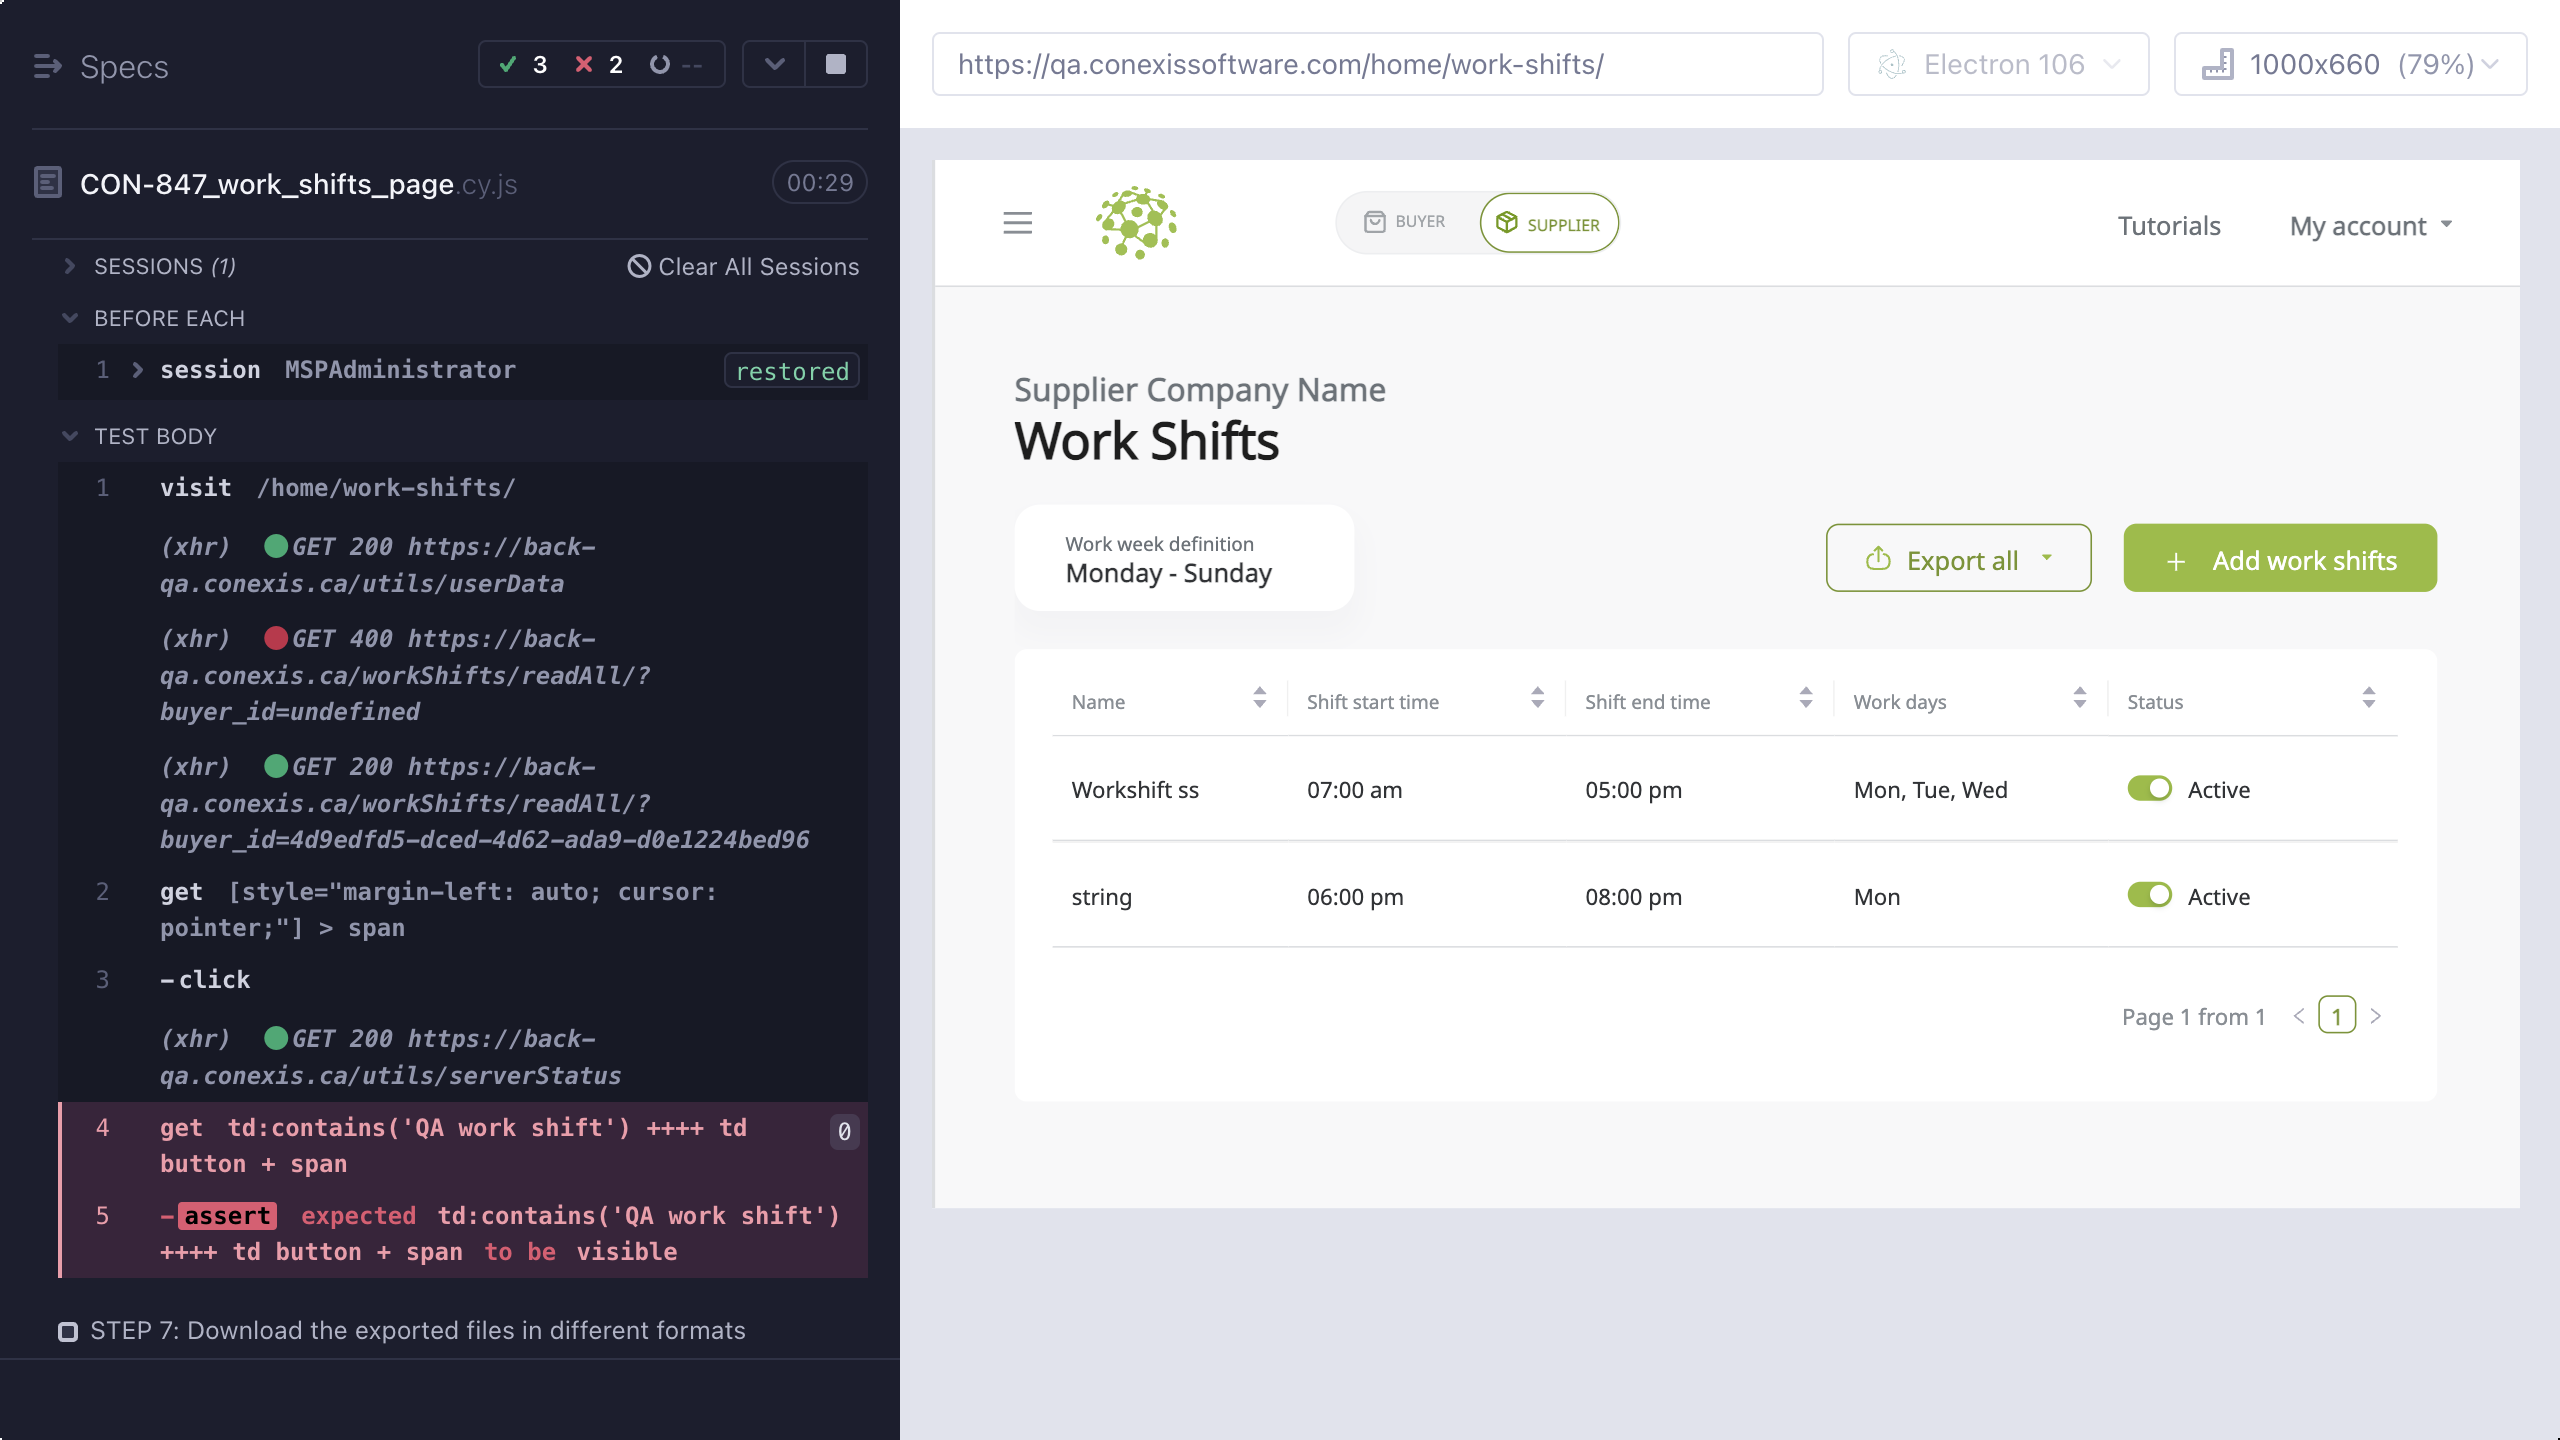 Specs
3 2 --
CON-847_work_shifts_page.cy.js
00:29
SESSIONS (1)
Clear All Sessions
BEFORE EACH
1 session MSPAdministrator restored
TEST BODY
1 visit /home/work-shifts/
(xhr) GET 200 https://back-
qa.conexis.ca/utils/userData
(xhr) GET 400 https://back-
qa.conexis.ca/workShifts/readAll/?
buyer_id=undefined
(xhr) GET 200 https://back-
qa.conexis.ca/workShifts/readAll/?
buyer_id=4d9edfd5-dced-4d62-ada9-d0e1224bed96
2 get [style="margin-left: auto; cursor:
pointer;"] > span
3 -click
(xhr) GET 200 https://back-
qa.conexis.ca/utils/serverStatus
4 get td:contains('QA work shift') ++++ td 0
button + span
5 -assert expected td:contains('QA work shift')
++++ td button + span to be visible
STEP 7: Download the exported files in different formats
https://qa.conexissoftware.com/home/work-shifts/
Electron 106
1000x660 (79%)
BUYER
SUPPLIER
Tutorials
My account
Supplier Company Name
Work Shifts
Work week definition
Monday - Sunday
Export all
+ Add work shifts
Name Shift start time Shift end time Work days Status
Workshift ss 07:00 am 05:00 pm Mon, Tue, Wed Active
string 06:00 pm 08:00 pm Mon Active
Page 1 from 1 < 1 >